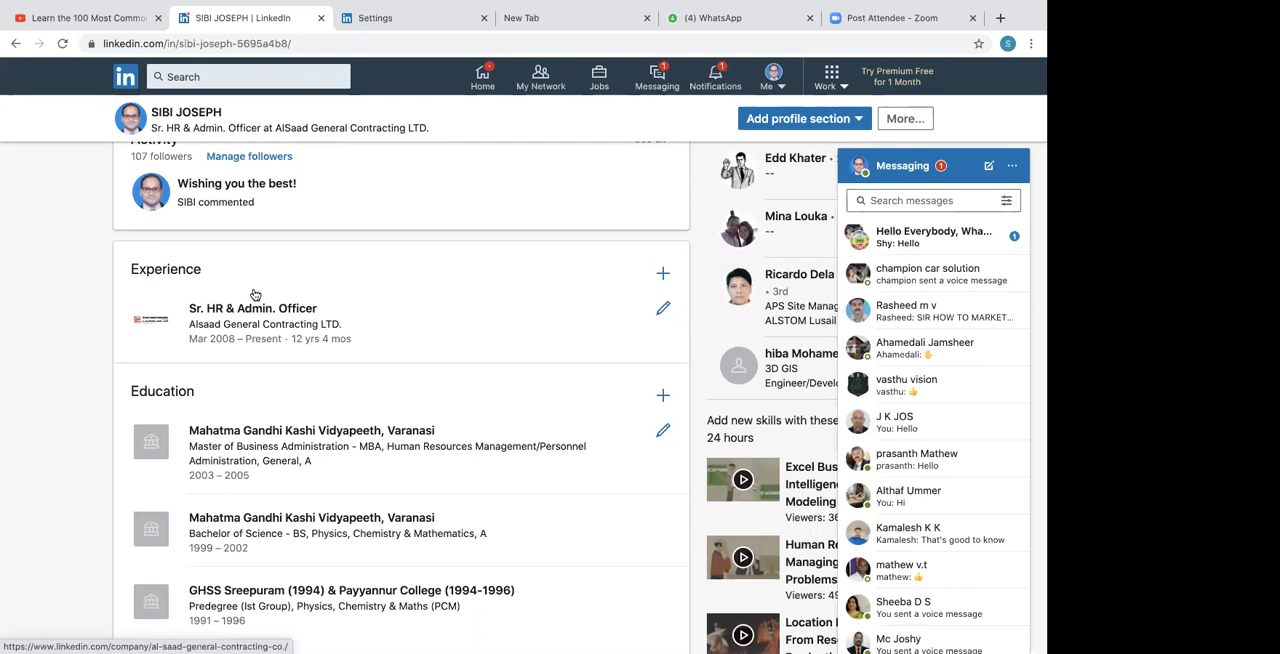 Learn the 100 Most Commo
SIBI JOSEPH | LinkedIn
Settings
New Tab
(4) WhatsApp
Post Attendee - Zoom
linkedin.com/in/sibi-joseph-5695a4b8/
S
in
Search
Home
My Network
Jobs
1
Messaging
1
Notifications
Me
Work
Try Premium Free
for 1 Month
SIBI JOSEPH
Sr. HR & Admin. Officer at AlSaad General Contracting LTD.
Add profile section
More...
Activity
107 followers
Manage followers
Wishing you the best!
SIBI commented
Experience
Sr. HR & Admin. Officer
Alsaad General Contracting LTD.
Mar 2008 – Present · 12 yrs 4 mos
Education
Mahatma Gandhi Kashi Vidyapeeth, Varanasi
Master of Business Administration - MBA, Human Resources Management/Personnel
Administration, General, A
2003 – 2005
Mahatma Gandhi Kashi Vidyapeeth, Varanasi
Bachelor of Science - BS, Physics, Chemistry & Mathematics, A
1999 – 2002
GHSS Sreepuram (1994) & Payyannur College (1994-1996)
Predegree (Ist Group), Physics, Chemistry & Maths (PCM)
1991 – 1996
Edd Khater •
--
Mina Louka •
--
Ricardo Dela
• 3rd
APS Site Manag
ALSTOM Lusail
hiba Mohame
3D GIS
Engineer/Develo
Add new skills with these
24 hours
Excel Bus
Intelligen
Modeling
Viewers: 36
Human Re
Managing
Problems
Viewers: 49
Location I
From Res
Messaging 1
Search messages
Hello Everybody, Wha...
Shy: Hello
1
champion car solution
champion sent a voice message
Rasheed m v
Rasheed: SIR HOW TO MARKET...
Ahamedali Jamsheer
Ahamedali: ✋
vasthu vision
vasthu: 👍
J K JOS
You: Hello
prasanth Mathew
prasanth: Hello
Althaf Ummer
You: Hi
Kamalesh K K
Kamalesh: That's good to know
mathew v.t
mathew: 👍
Sheeba D S
You sent a voice message
Mc Joshy
You sent a voice message
https://www.linkedin.com/company/al-saad-general-contracting-co./